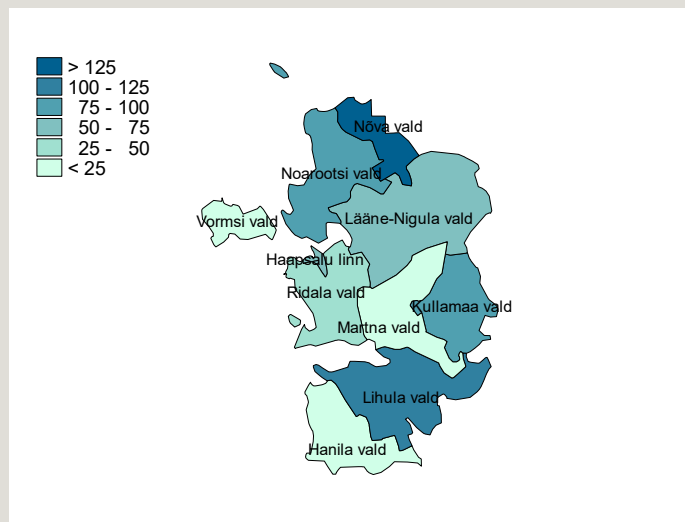 > 125
100 - 125
75 - 100
50 - 75
25 - 50
< 25
Nõva vald
Noarootsi vald
Vormsi vald
Lääne-Nigula vald
Haapsalu linn
Ridala vald
Kullamaa vald
Martna vald
Lihula vald
Hanila vald